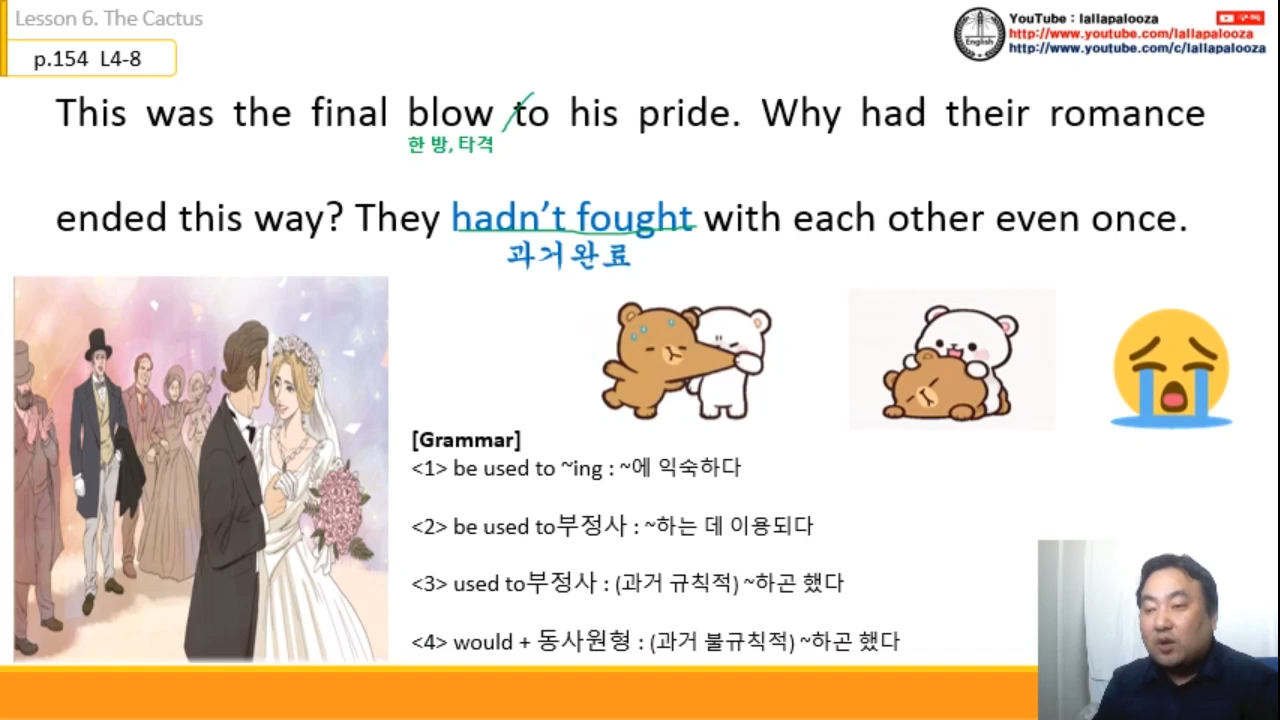 Lesson 6. The Cactus
YouTube : lallapalooza
구독
http://www.youtube.com/lallapalooza
http://www.youtube.com/c/lallapalooza
English
p.154 L4-8
This was the final blow to his pride. Why had their romance
한 방, 타격
ended this way? They hadn't fought with each other even once.
과거완료
[Grammar]
<1> be used to ~ing : ~에 익숙하다
<2> be used to부정사 : ~하는 데 이용되다
<3> used to부정사 : (과거 규칙적) ~하곤 했다
<4> would + 동사원형 : (과거 불규칙적) ~하곤 했다